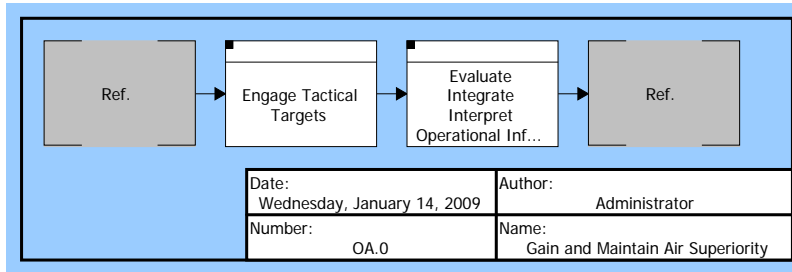 Ref.
Engage Tactical
Targets
Evaluate
Integrate
Interpret
Operational Inf...
Ref.
Date:
Wednesday, January 14, 2009
Author:
Administrator
Number:
OA.0
Name:
Gain and Maintain Air Superiority